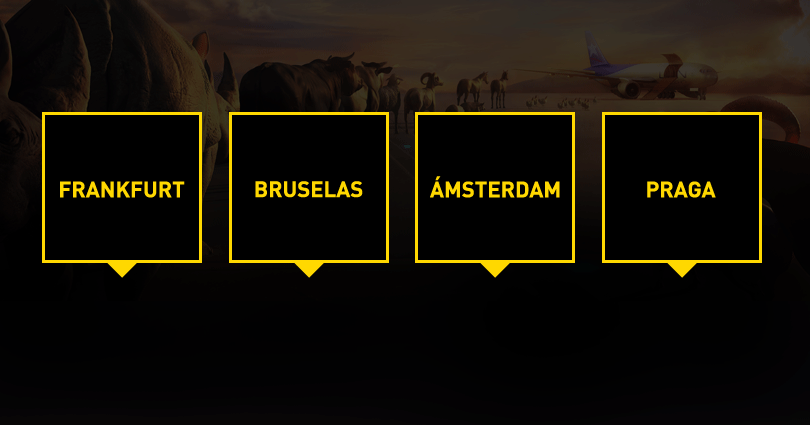 FRANKFURT
BRUSELAS
ÁMSTERDAM
PRAGA